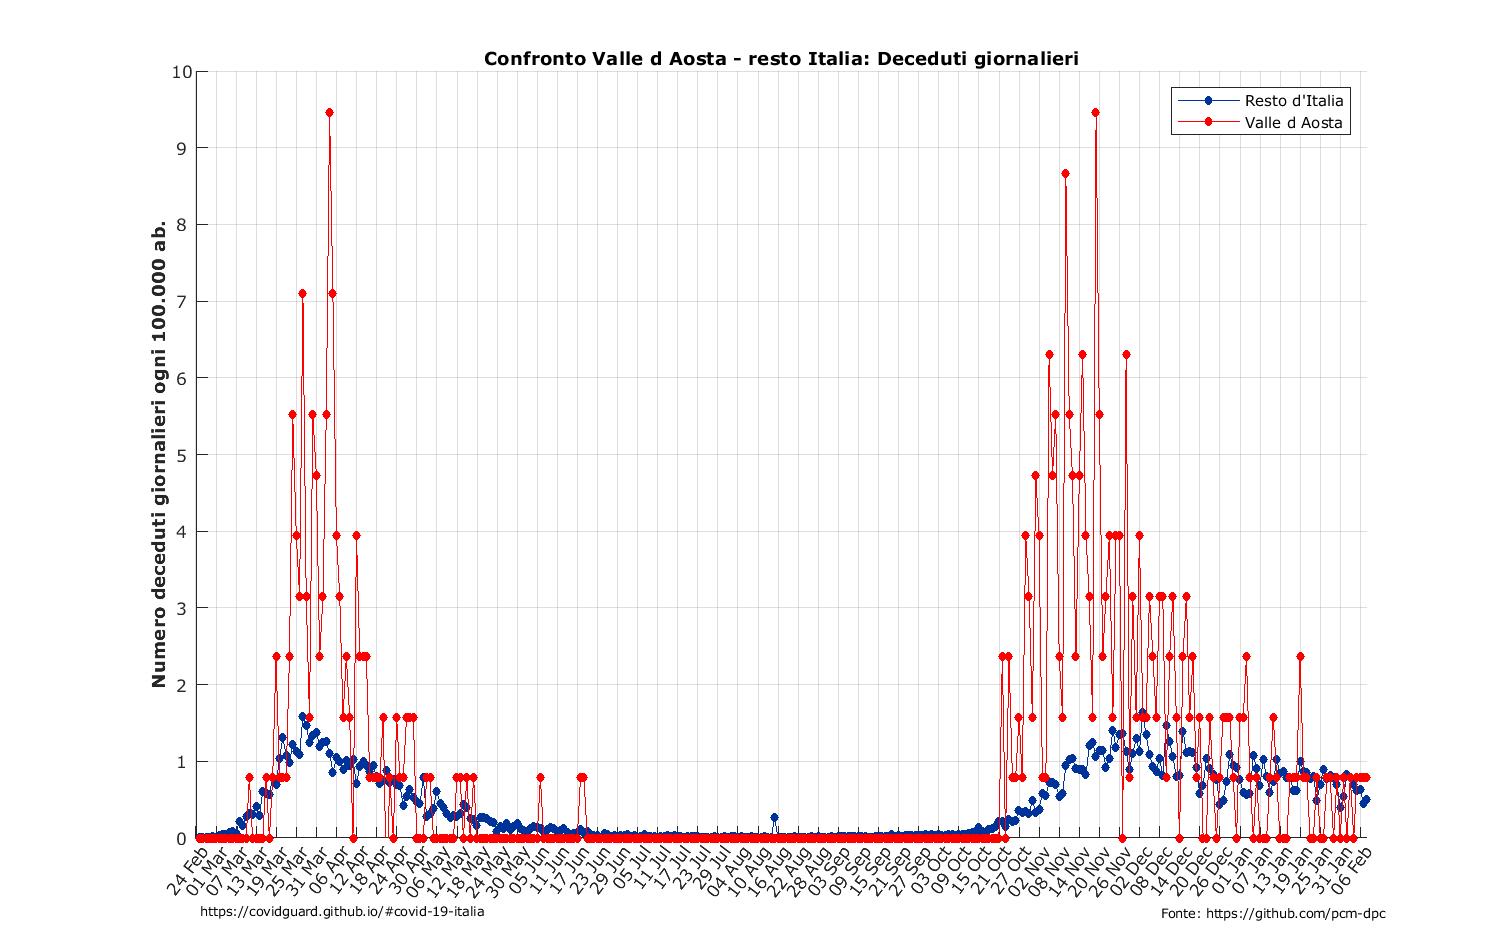 Confronto Valle d Aosta - resto Italia: Deceduti giornalieri
Resto d'Italia
Valle d Aosta
Numero deceduti giornalieri ogni 100.000 ab.
10
9
8
7
6
5
4
3
2
1
0
24 Feb
01 Mar
07 Mar
13 Mar
19 Mar
25 Mar
31 Mar
06 Apr
12 Apr
18 Apr
24 Apr
30 Apr
06 May
12 May
18 May
24 May
30 May
05 Jun
11 Jun
17 Jun
23 Jun
29 Jun
05 Jul
11 Jul
17 Jul
23 Jul
29 Jul
04 Aug
10 Aug
16 Aug
22 Aug
28 Aug
03 Sep
09 Sep
15 Sep
21 Sep
27 Sep
03 Oct
09 Oct
15 Oct
21 Oct
27 Oct
02 Nov
08 Nov
14 Nov
20 Nov
26 Nov
02 Dec
08 Dec
14 Dec
20 Dec
26 Dec
01 Jan
07 Jan
13 Jan
19 Jan
25 Jan
31 Jan
06 Feb
https://covidguard.github.io/#covid-19-italia
Fonte: https://github.com/pcm-dpc